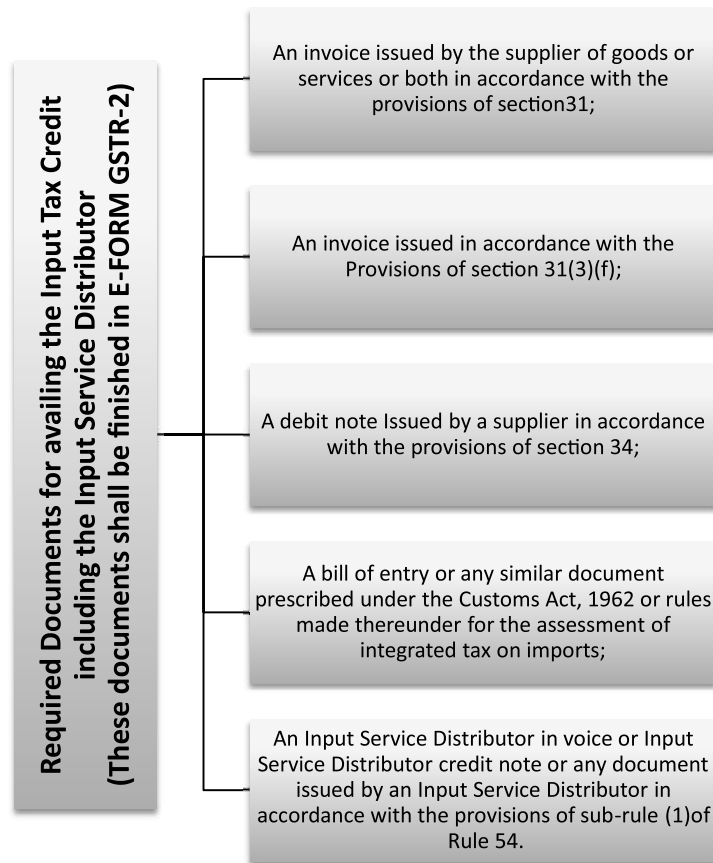 Required Documents for availing the Input Tax Credit
including the Input Service Distributor
(These documents shall be finished in E-FORM GSTR-2)
An invoice issued by the supplier of goods or
services or both in accordance with the
provisions of section31;
An invoice issued in accordance with the
Provisions of section 31(3)(f);
A debit note Issued by a supplier in accordance
with the provisions of section 34;
A bill of entry or any similar document
prescribed under the Customs Act, 1962 or rules
made thereunder for the assessment of
integrated tax on imports;
An Input Service Distributor in voice or Input
Service Distributor credit note or any document
issued by an Input Service Distributor in
accordance with the provisions of sub-rule (1)of
Rule 54.